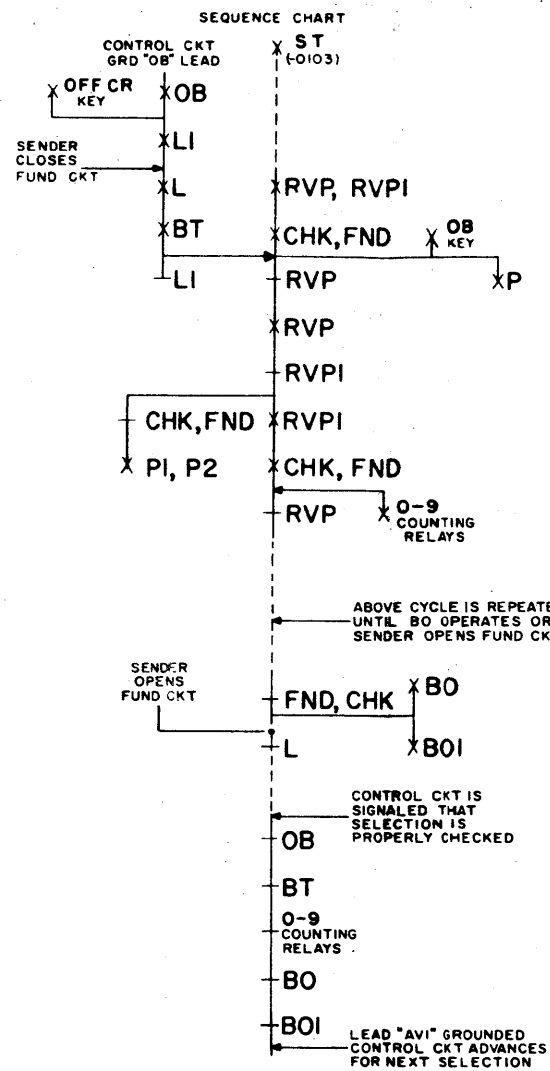 SEQUENCE CHART
CONTROL CKT
GRD "OB" LEAD
ST
(-0103)
OFF CR
KEY
OB
LI
SENDER
CLOSES
FUND CKT
L
RVP, RVPI
BT
CHK, FND
OB
KEY
LI
RVP
P
RVP
RVPI
CHK, FND
RVPI
PI, P2
CHK, FND
RVP
0-9
COUNTING
RELAYS
ABOVE CYCLE IS REPEATE
UNTIL BO OPERATES OR
SENDER OPENS FUND CK
SENDER
OPENS
FUND CKT
FND, CHK
BO
L
BOI
CONTROL CKT IS
SIGNALED THAT
SELECTION IS
PROPERLY CHECKED
OB
BT
0-9
COUNTING
RELAYS
BO
BOI
LEAD "AVI" GROUNDED
CONTROL CKT ADVANCES
FOR NEXT SELECTION